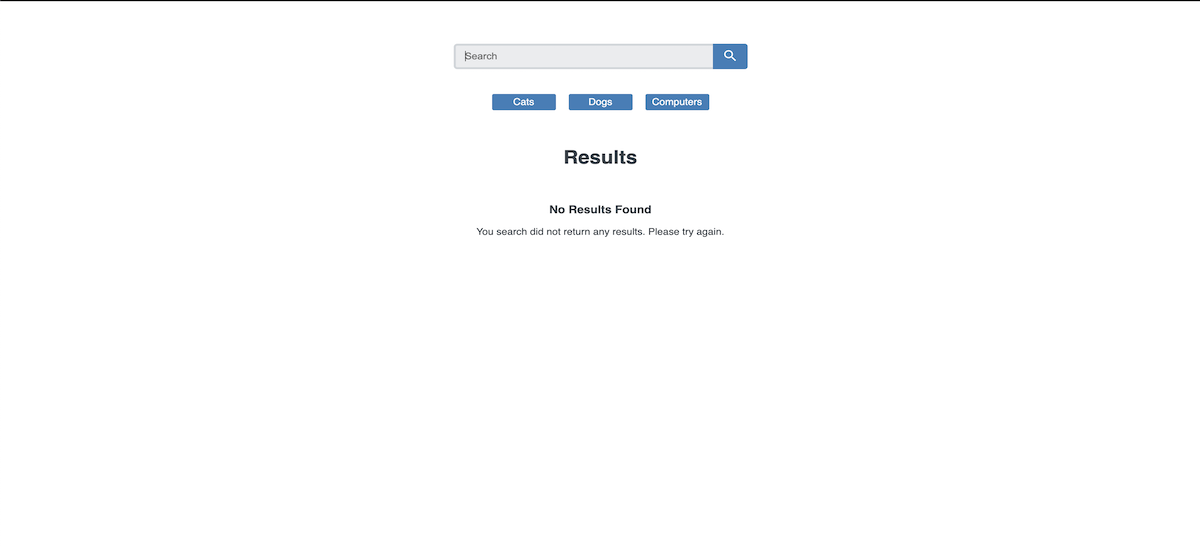 Search
Cats Dogs Computers
Results
No Results Found
You search did not return any results. Please try again.